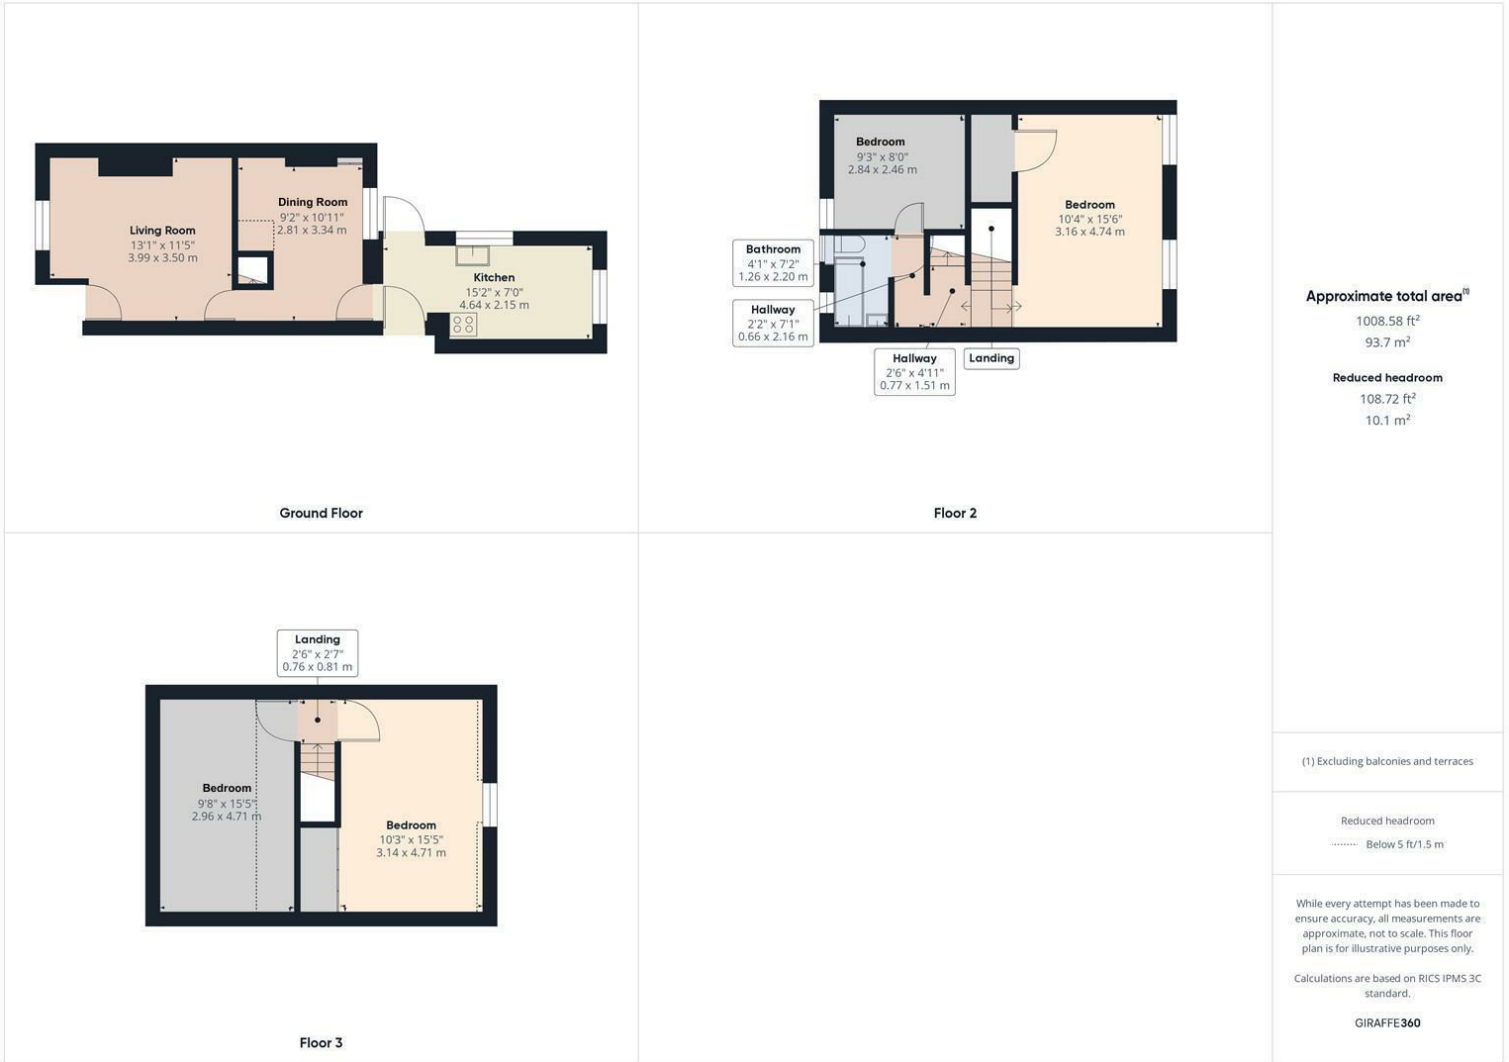 Living Room
13'1" x 11'5"
3.99 x 3.50 m
Dining Room
9'2" x 10'11"
2.81 x 3.34 m
Kitchen
15'2" x 7'0"
4.64 x 2.15 m
Ground Floor
Bedroom
9'3" x 8'0"
2.84 x 2.46 m
Bedroom
10'4" x 15'6"
3.16 x 4.74 m
Bathroom
4'1" x 7'2"
1.26 x 2.20 m
Hallway
2'2" x 7'1"
0.66 x 2.16 m
Hallway
2'6" x 4'11"
0.77 x 1.51 m
Landing
Floor 2
Landing
2'6" x 2'7"
0.76 x 0.81 m
Bedroom
9'8" x 15'5"
2.96 x 4.71 m
Bedroom
10'3" x 15'5"
3.14 x 4.71 m
Floor 3
Approximate total area⁽¹⁾
1008.58 ft²
93.7 m²
Reduced headroom
108.72 ft²
10.1 m²
(1) Excluding balconies and terraces
Reduced headroom
Below 5 ft/1.5 m
While every attempt has been made to
ensure accuracy, all measurements are
approximate, not to scale. This floor
plan is for illustrative purposes only.
Calculations are based on RICS IPMS 3C
standard.
GIRAFFE360